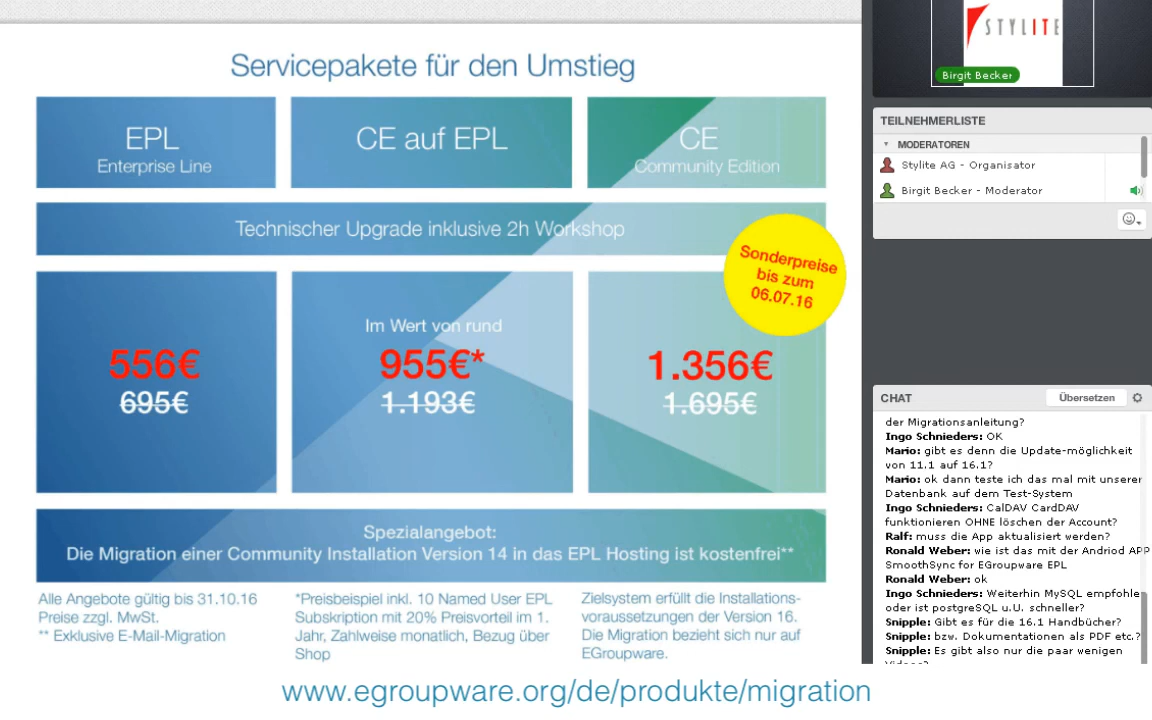 Servicepakete für den Umstieg
EPL
Enterprise Line
CE auf EPL
CE
Community Edition
Technischer Upgrade inklusive 2h Workshop
Sonderpreise
bis zum
06.07.16
556€
695€
Im Wert von rund
955€*
1.193€
1.356€
1.695€
Spezialangebot:
Die Migration einer Community Installation Version 14 in das EPL Hosting ist kostenfrei**
Alle Angebote gültig bis 31.10.16
Preise zzgl. MwSt.
** Exklusive E-Mail-Migration
*Preisbeispiel inkl. 10 Named User EPL
Subskription mit 20% Preisvorteil im 1.
Jahr, Zahlweise monatlich, Bezug über
Shop
Zielsystem erfüllt die Installations-
voraussetzungen der Version 16.
Die Migration bezieht sich nur auf
EGroupware.
www.egroupware.org/de/produkte/migration
STYLITE
Birgit Becker
TEILNEHMERLISTE
MODERATOREN
Stylite AG - Organisator
Birgit Becker - Moderator
CHAT
Übersetzen
der Migrationsanleitung?
Ingo Schnieders: OK
Mario: gibt es denn die Update-möglichkeit
von 11.1 auf 16.1?
Mario: ok dann teste ich das mal mit unserer
Datenbank auf dem Test-System
Ingo Schnieders: CalDAV CardDAV
funktionieren OHNE löschen der Account?
Ralf: muss die App aktualisiert werden?
Ronald Weber: wie ist das mit der Andriod APP
SmoothSync for EGroupware EPL
Ronald Weber: ok
Ingo Schnieders: Weiterhin MySQL empfohle
oder ist postgreSQL u.U. schneller?
Snipple: Gibt es für die 16.1 Handbücher?
Snipple: bzw. Dokumentationen als PDF etc.?
Snipple: Es gibt also nur die paar wenigen